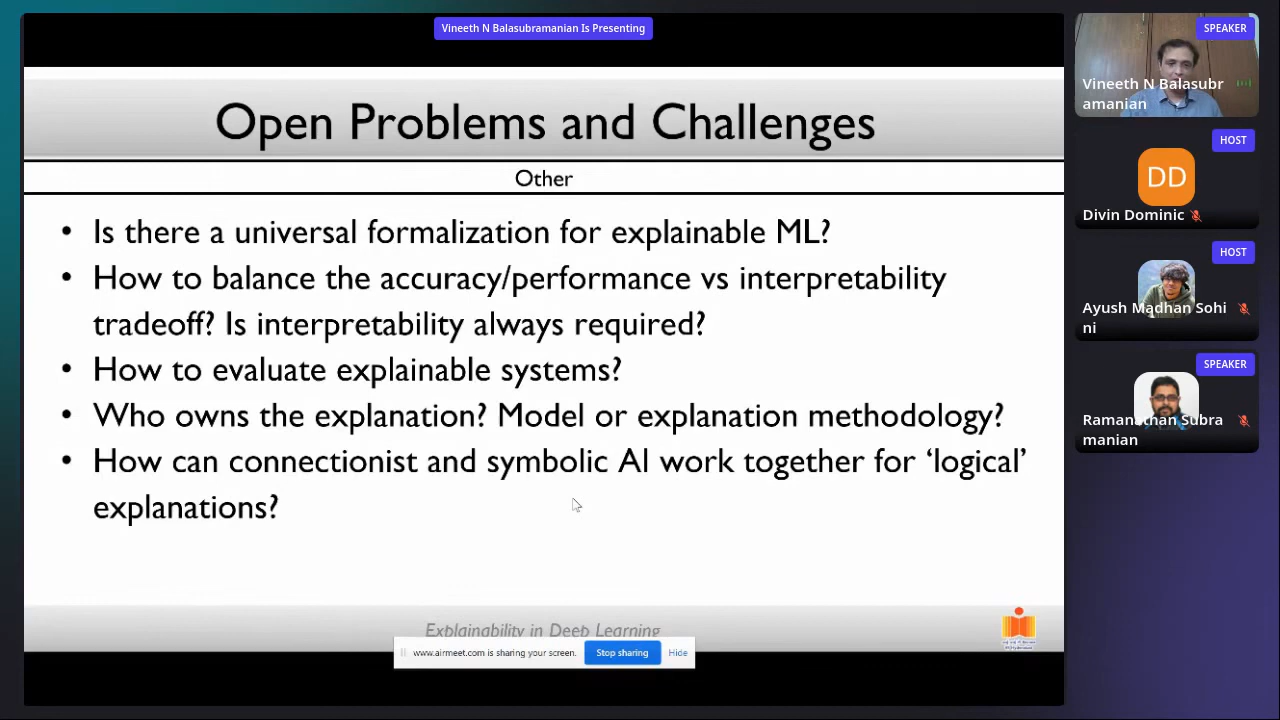 Vineeth N Balasubramanian Is Presenting
Open Problems and Challenges
Other
• Is there a universal formalization for explainable ML?
• How to balance the accuracy/performance vs interpretability
tradeoff? Is interpretability always required?
• How to evaluate explainable systems?
• Who owns the explanation? Model or explanation methodology?
• How can connectionist and symbolic AI work together for ‘logical’
explanations?
Explainability in Deep Learning
www.airmeet.com is sharing your screen.
Stop sharing
Hide
SPEAKER
Vineeth N Balasubr
amanian
HOST
DD
Divin Dominic
HOST
Ayush Madhan Sohi
ni
SPEAKER
Ramanathan Subra
manian